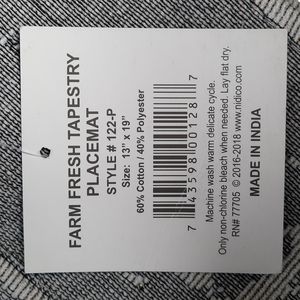 FARM FRESH TAPESTRY
PLACEMAT
STYLE # 122-P
Size: 13" x 19"
60% Cotton / 40% Polyester
7 43598 00128 7
Machine wash warm delicate cycle.
Only non-chlorine bleach when needed. Lay flat dry.
RN# 77705 © 2016-2018 www.nidico.com
MADE IN INDIA